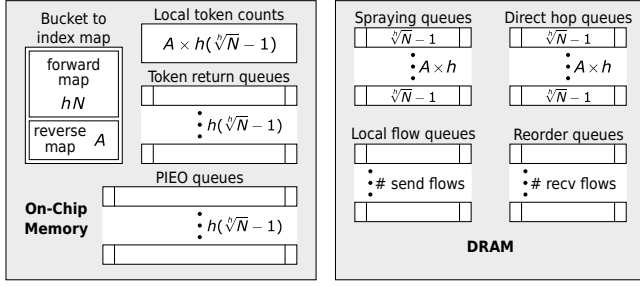 Bucket to
index map
forward
map
hN
reverse
map A
Local token counts
A × h(ʰ√N − 1)
Token return queues
h(ʰ√N − 1)
PIEO queues
h(ʰ√N − 1)
On-Chip
Memory
Spraying queues
ʰ√N − 1
A×h
ʰ√N − 1
Direct hop queues
ʰ√N − 1
A×h
ʰ√N − 1
Local flow queues
# send flows
Reorder queues
# recv flows
DRAM